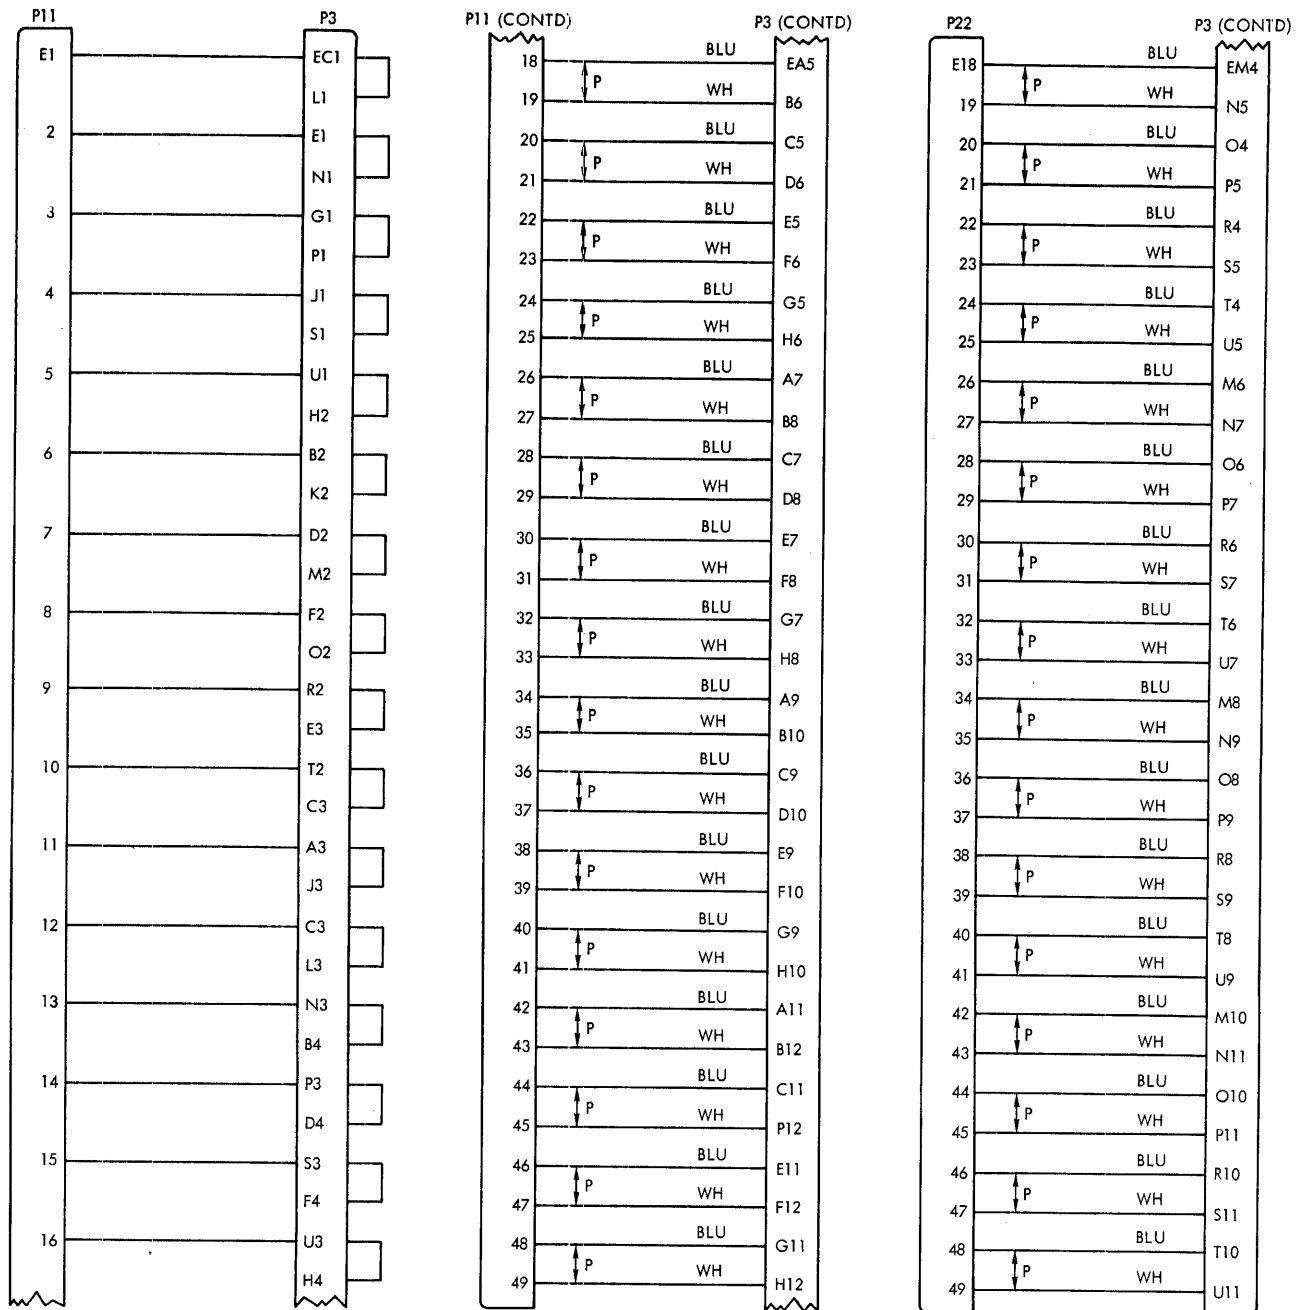 P11 P3
E1 EC1
L1
2 E1
N1
3 G1
P1
4 J1
S1
5 U1
H2
6 B2
K2
7 D2
M2
8 F2
O2
9 R2
E3
10 T2
C3
11 A3
J3
12 C3
L3
13 N3
B4
14 P3
D4
15 S3
F4
16 U3
H4
P11 (CONTD) P3 (CONTD)
18 BLU EA5
P
19 WH B6
20 BLU C5
P
21 WH D6
22 BLU E5
P
23 WH F6
24 BLU G5
P
25 WH H6
26 BLU A7
P
27 WH B8
28 BLU C7
P
29 WH D8
30 BLU E7
P
31 WH F8
32 BLU G7
P
33 WH H8
34 BLU A9
P
35 WH B10
36 BLU C9
P
37 WH D10
38 BLU E9
P
39 WH F10
40 BLU G9
P
41 WH H10
42 BLU A11
P
43 WH B12
44 BLU C11
P
45 WH P12
46 BLU E11
P
47 WH F12
48 BLU G11
P
49 WH H12
P22 P3 (CONTD)
E18 BLU EM4
P
19 WH N5
20 BLU O4
P
21 WH P5
22 BLU R4
P
23 WH S5
24 BLU T4
P
25 WH U5
26 BLU M6
P
27 WH N7
28 BLU O6
P
29 WH P7
30 BLU R6
P
31 WH S7
32 BLU T6
P
33 WH U7
34 BLU M8
P
35 WH N9
36 BLU O8
P
37 WH P9
38 BLU R8
P
39 WH S9
40 BLU T8
P
41 WH U9
42 BLU M10
P
43 WH N11
44 BLU O10
P
45 WH P11
46 BLU R10
P
47 WH S11
48 BLU T10
P
49 WH U11